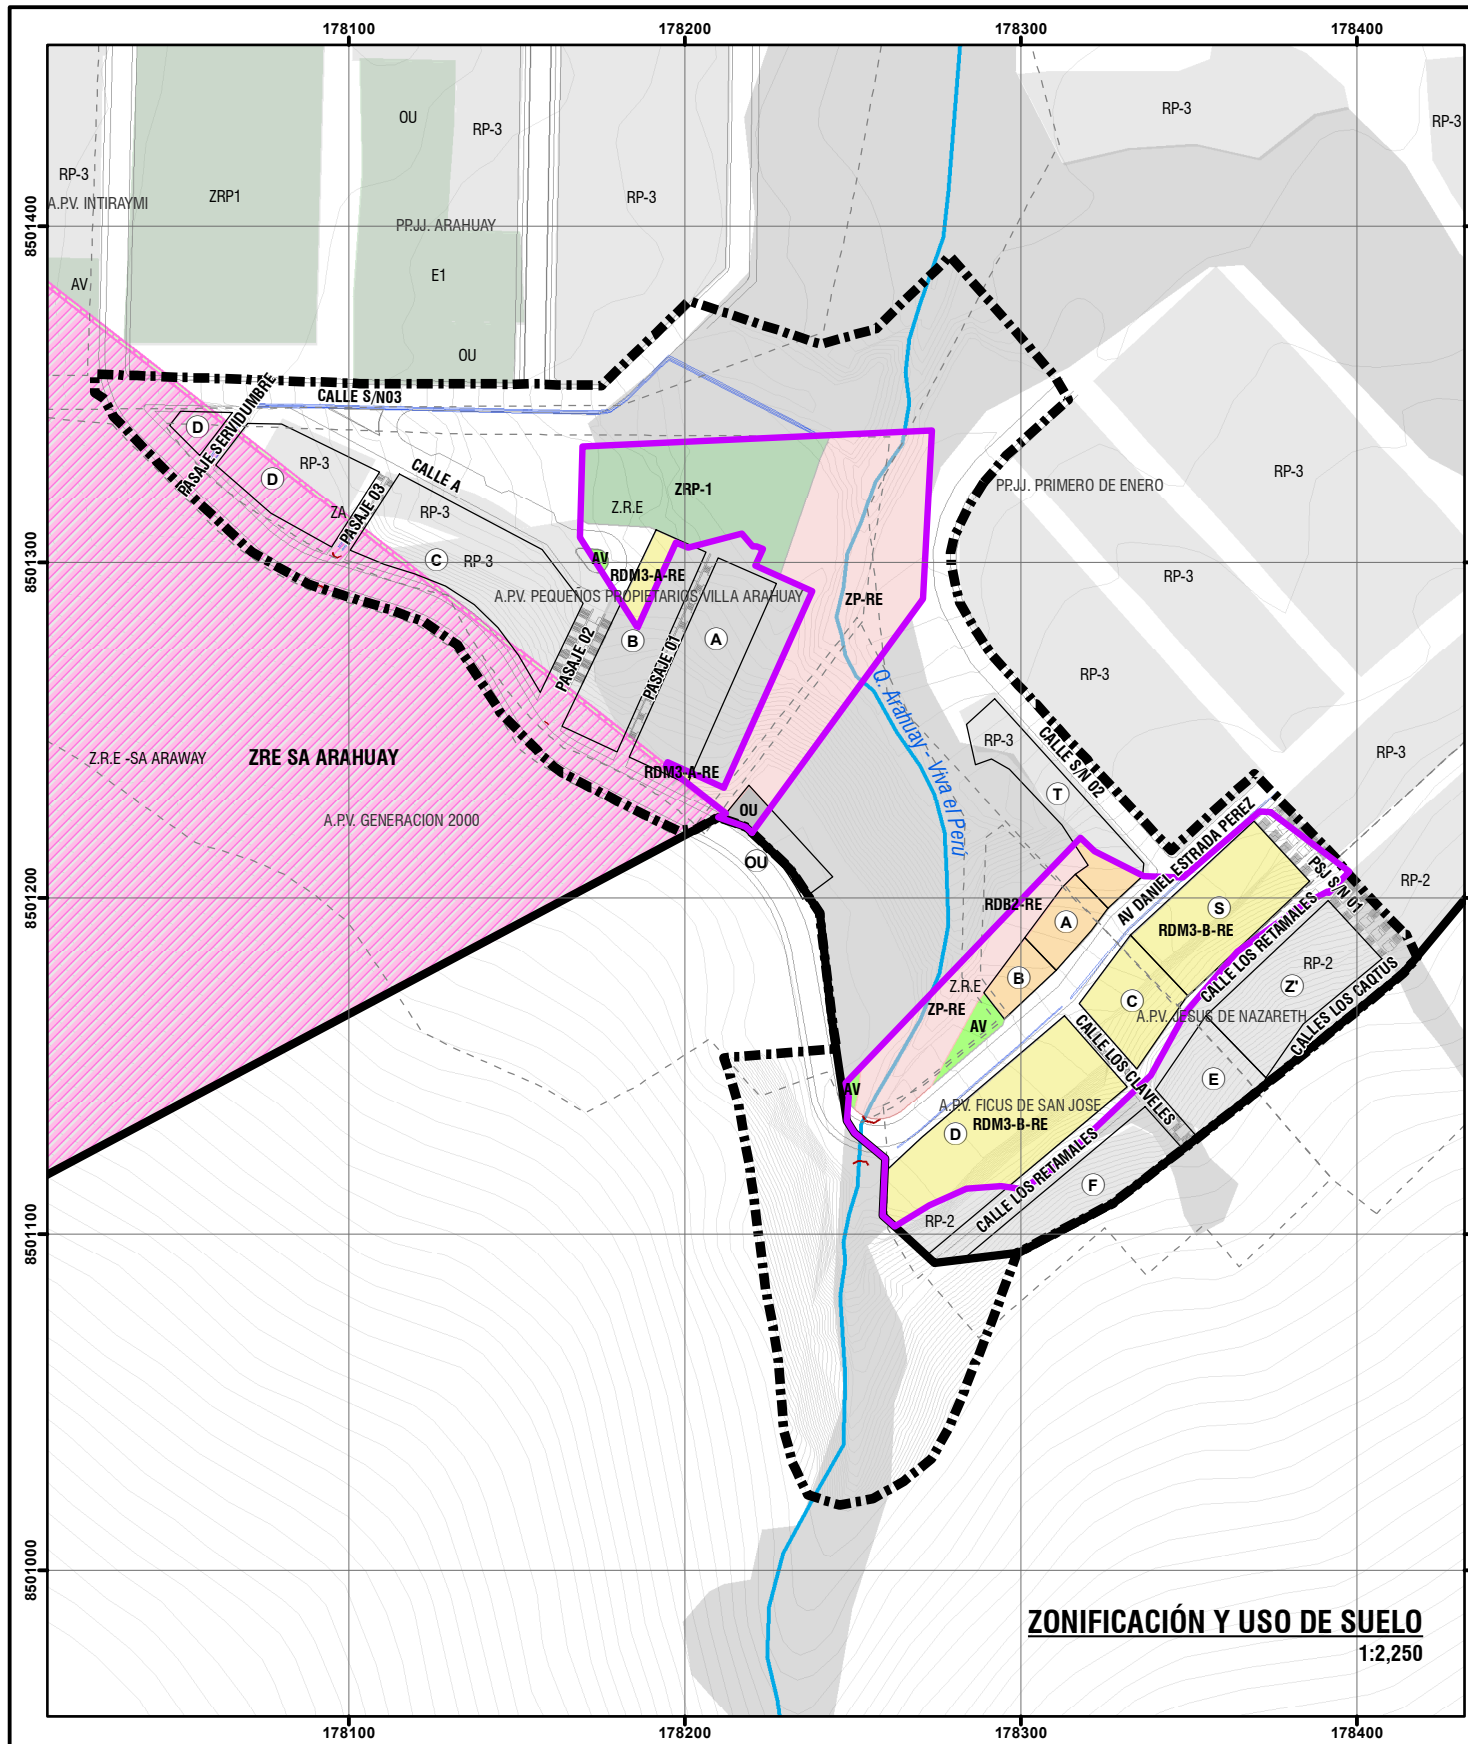 178100
178200
178300
178400
8501400
8501300
8501200
8501100
8501000
OU
RP-3
RP-3
RP-3
RP-3
ZRP1
RP-3
A.P.V. INTIRAYMI
PP.JJ. ARAHUAY
E1
AV
OU
CALLE S/N03
PASAJE SERVIDUMBRE
D
RP-3
CALLE A
D
ZA
PASAJE 03
RP-3
C
RP-3
ZRP-1
Z.R.E
AV
RDM3-A-RE
A.P.V. PEQUEÑOS PROPIETARIOS VILLA ARAHUAY
ZP-RE
PASAJE 02
B
PASAJE 01
A
PP.JJ. PRIMERO DE ENERO
RP-3
RP-3
RP-3
RP-3
Q. Arahuay - Viva el Perú
Z.R.E -SA ARAWAY
ZRE SA ARAHUAY
RDM3-A-RE
A.P.V. GENERACION 2000
OU
OU
RP-3
CALLE S/N 02
T
AV DANIEL ESTRADA PEREZ
PSJ S/N 01
RP-2
RDB2-RE
A
S
RDM3-B-RE
CALLE LOS RETAMALES
RP-2
B
Z.R.E
ZP-RE
C
Z'
AV
A.P.V. JESUS DE NAZARETH
CALLES LOS CAQTUS
CALLE LOS CLAVELES
E
AV
A.P.V. FICUS DE SAN JOSE
RDM3-B-RE
D
CALLE LOS RETAMALES
F
RP-2
ZONIFICACIÓN Y USO DE SUELO
1:2,250
178100
178200
178300
178400